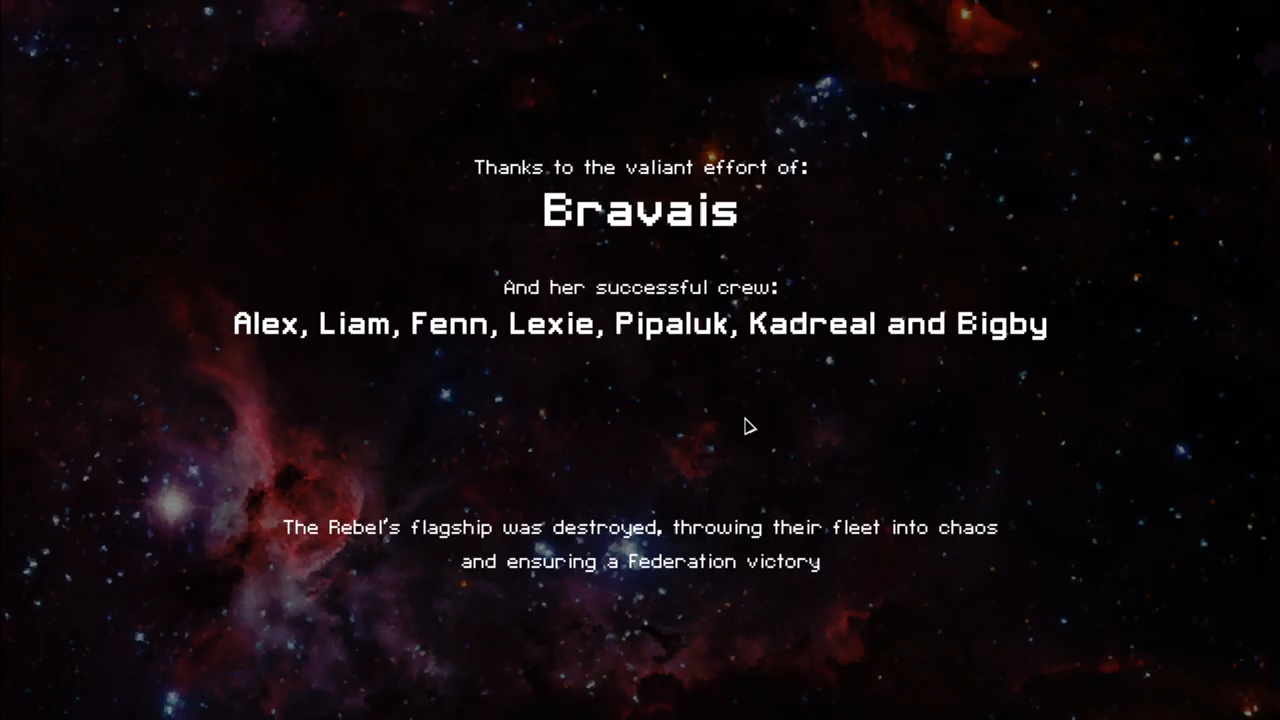 Thanks to the valiant effort of:
Bravais
And her successful crew:
Alex, Liam, Fenn, Lexie, Pipaluk, Kadreal and Bigby
The Rebel's flagship was destroyed, throwing their fleet into chaos
and ensuring a Federation victory